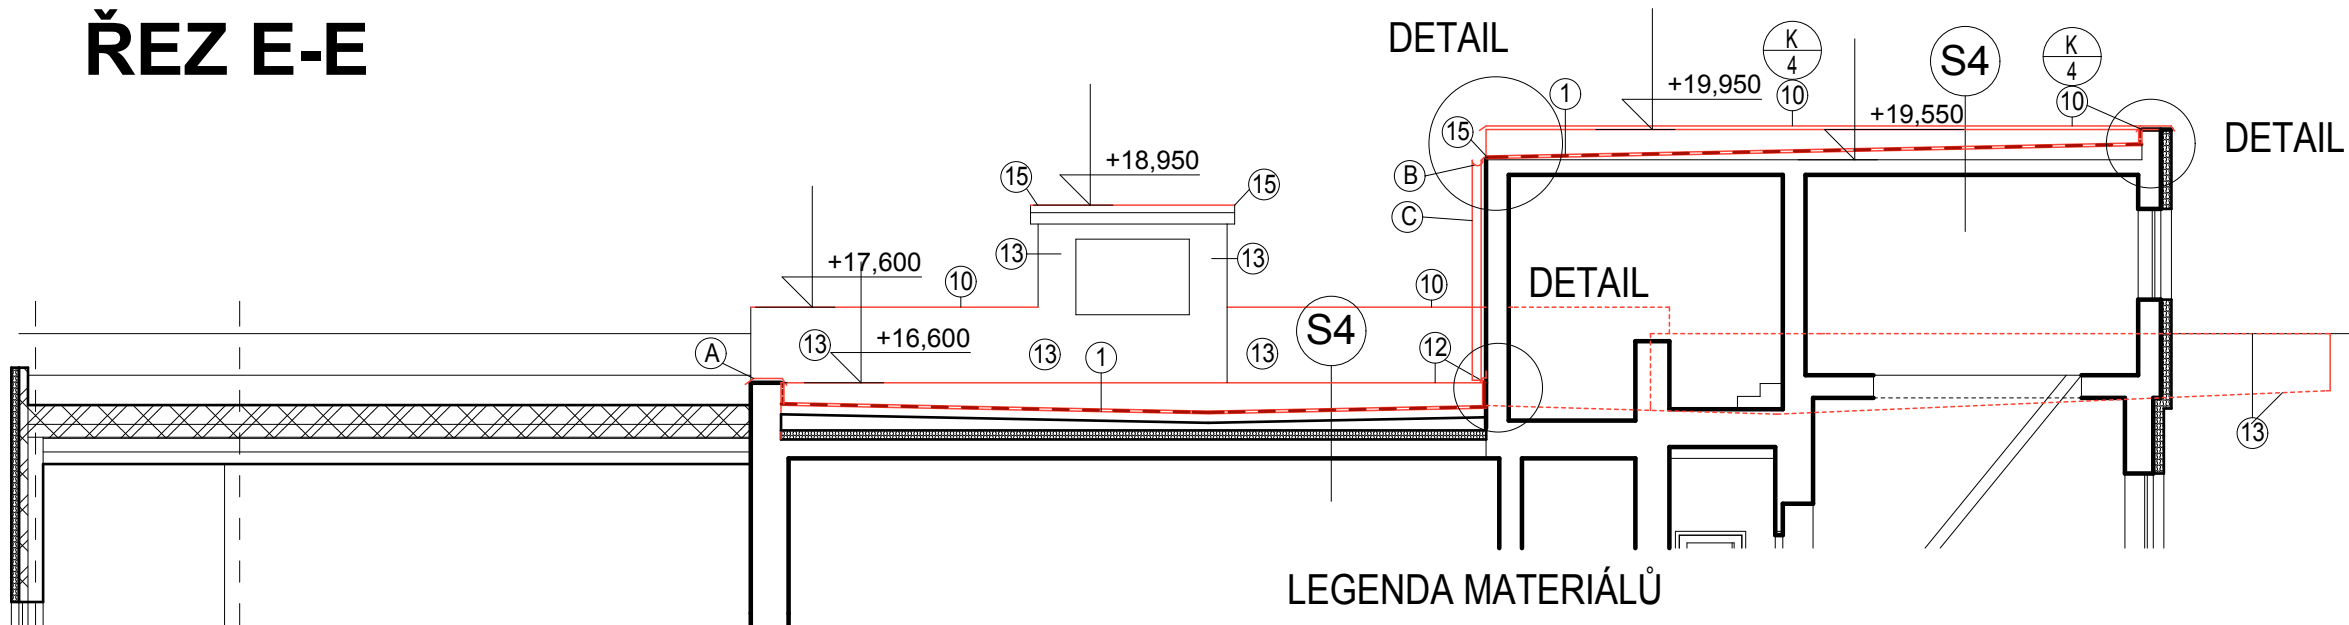 ŘEZ E-E
DETAIL
K
4
S4
K
4
+19,950
10
10
1
+19,550
15
DETAIL
+18,950
15
15
B
C
13
13
+17,600
10
10
DETAIL
S4
A
13
+16,600
13
1
13
12
13
LEGENDA MATERIÁLŮ